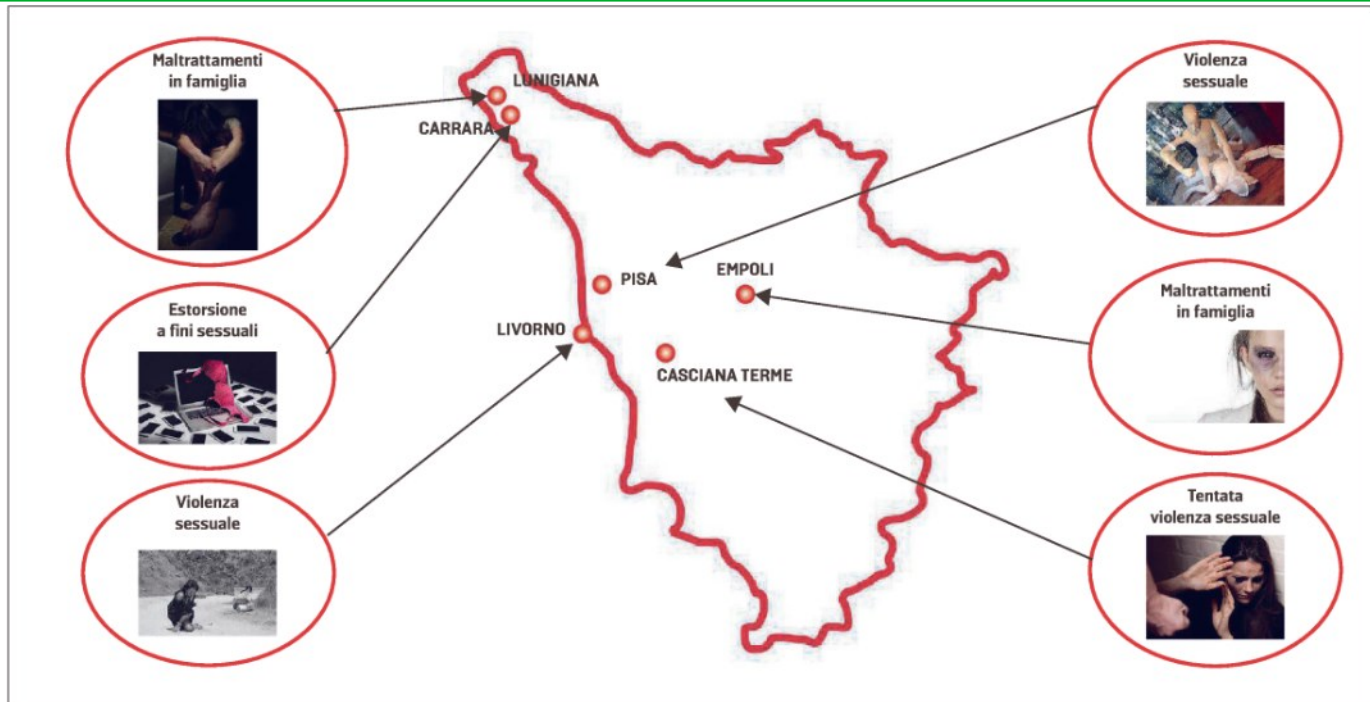 Maltrattamenti
in famiglia
LUNIGIANA
CARRARA
Violenza
sessuale
Estorsione
a fini sessuali
PISA
EMPOLI
LIVORNO
CASCIANA TERME
Maltrattamenti
in famiglia
Violenza
sessuale
Tentata
violenza sessuale